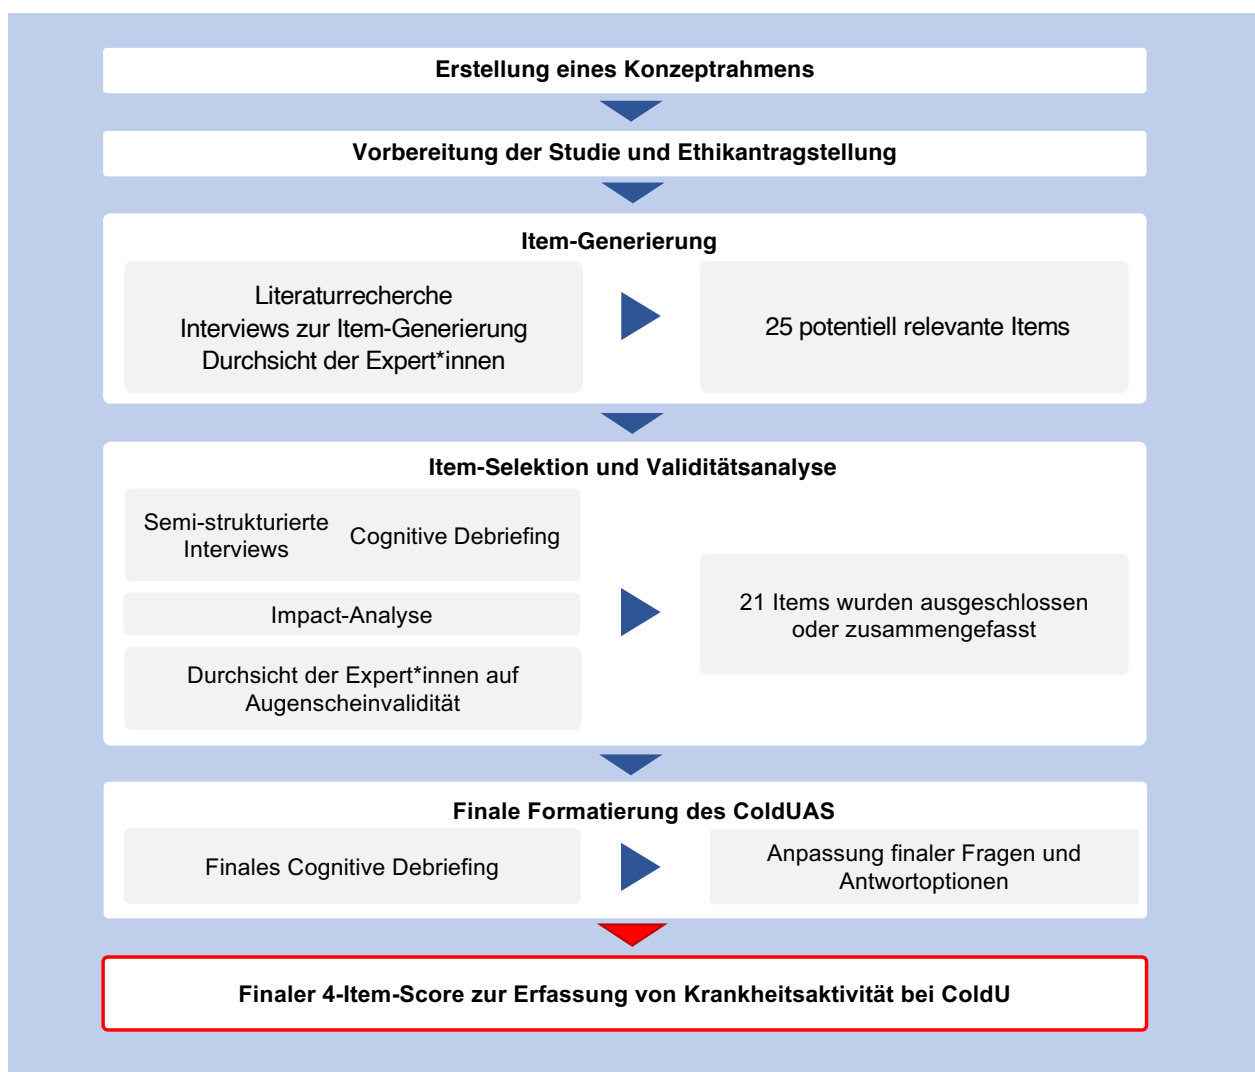 Erstellung eines Konzeptrahmens
Vorbereitung der Studie und Ethikantragstellung
Item-Generierung
Literaturrecherche
Interviews zur Item-Generierung
Durchsicht der Expert*innen
25 potentiell relevante Items
Item-Selektion und Validitätsanalyse
Semi-strukturierte
Interviews
Cognitive Debriefing
Impact-Analyse
Durchsicht der Expert*innen auf
Augenscheinvalidität
21 Items wurden ausgeschlossen
oder zusammengefasst
Finale Formatierung des ColdUAS
Finales Cognitive Debriefing
Anpassung finaler Fragen und
Antwortoptionen
Finaler 4-Item-Score zur Erfassung von Krankheitsaktivität bei ColdU